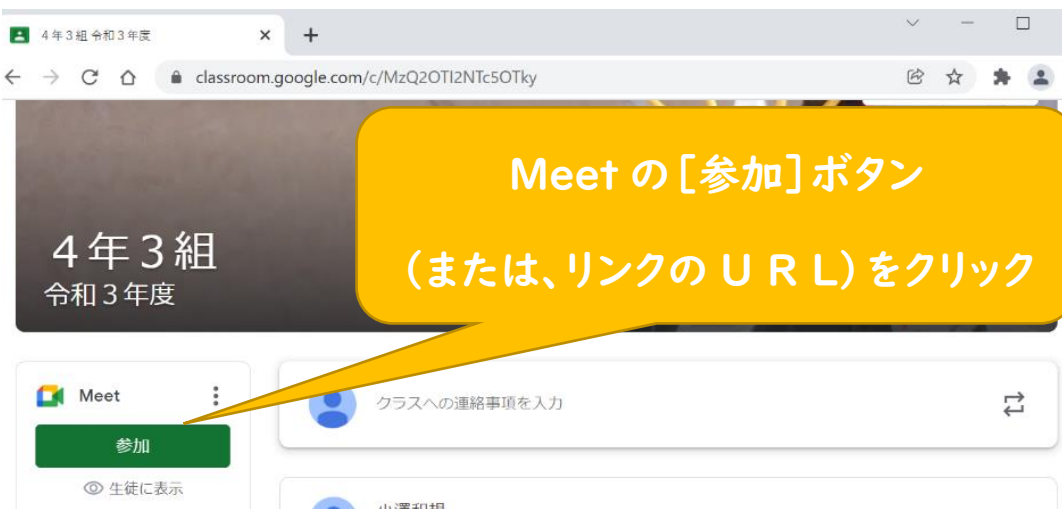 4年3組 令和3年度
classroom.google.com/c/MzQ2OTI2NTc5OTky
Meet の［参加］ボタン
（または、リンクの U R L）をクリック
4年3組
令和3年度
Meet
クラスへの連絡事項を入力
参加
生徒に表示